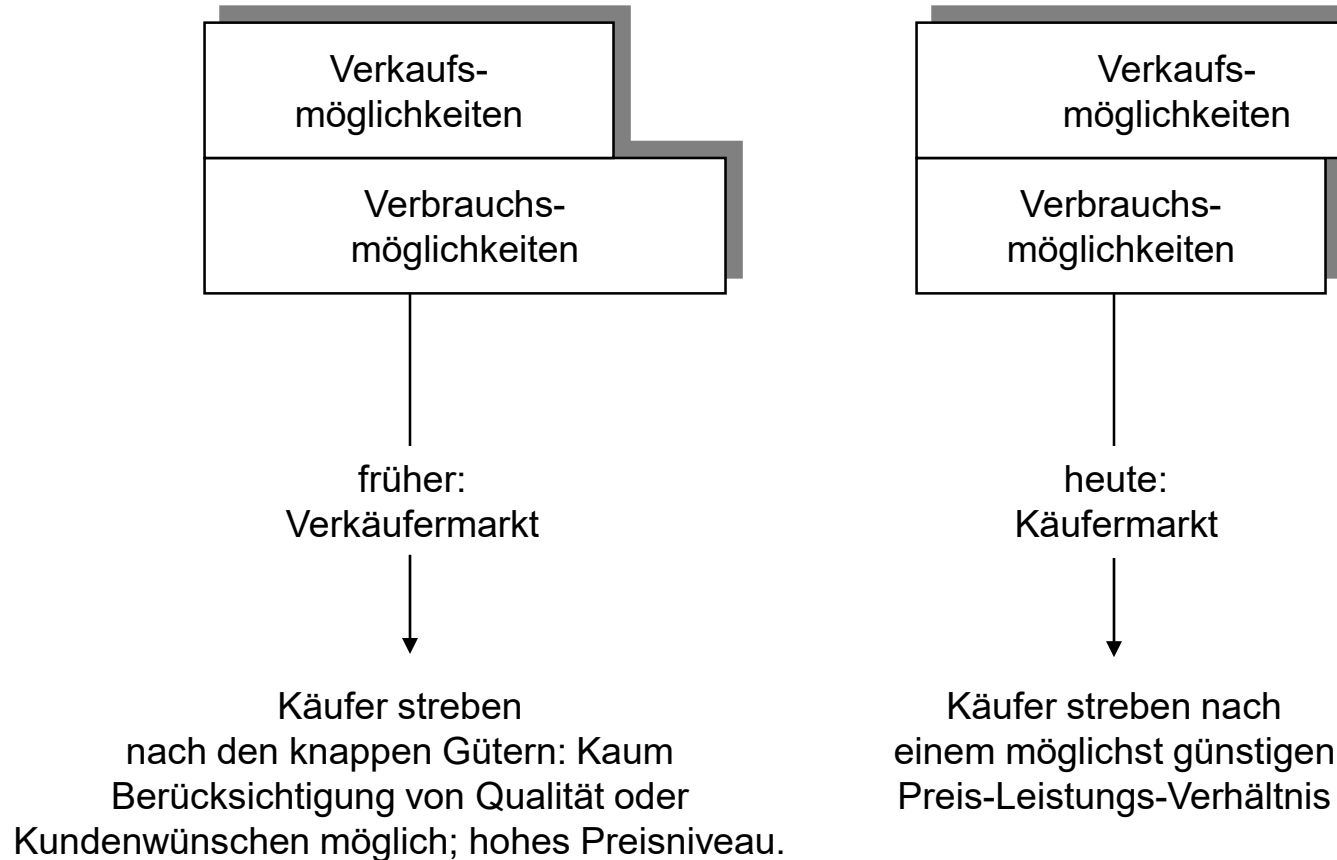 Verkaufs-
möglichkeiten
Verbrauchs-
möglichkeiten
früher:
Verkäufermarkt
Käufer streben
nach den knappen Gütern: Kaum
Berücksichtigung von Qualität oder
Kundenwünschen möglich; hohes Preisniveau.
Verkaufs-
möglichkeiten
Verbrauchs-
möglichkeiten
heute:
Käufermarkt
Käufer streben nach
einem möglichst günstigen
Preis-Leistungs-Verhältnis